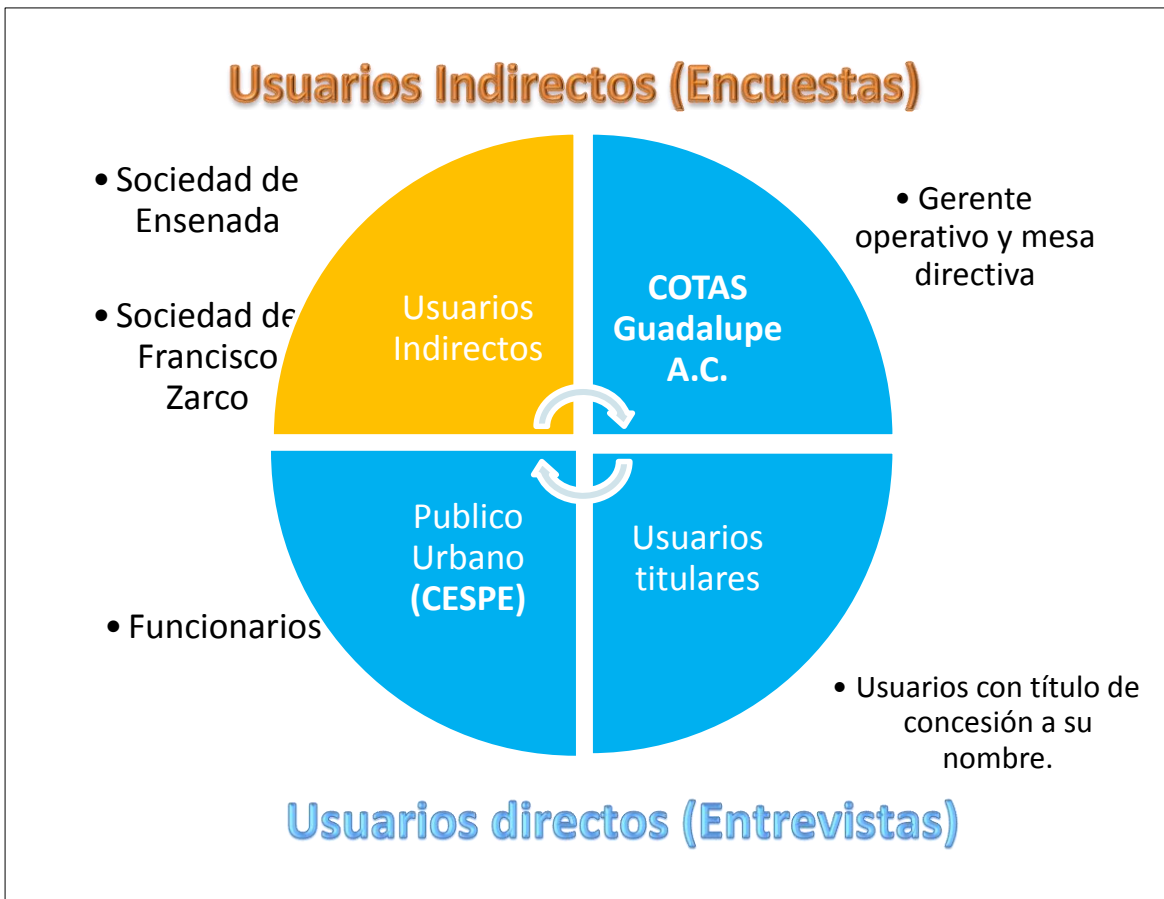 Usuarios Indirectos (Encuestas)
• Sociedad de
Ensenada
• Sociedad de
Francisco
Zarco
Usuarios
Indirectos
COTAS
Guadalupe
A.C.
• Gerente
operativo y mesa
directiva
Publico
Urbano
(CESPE)
• Funcionarios
Usuarios
titulares
• Usuarios con título de
concesión a su
nombre.
Usuarios directos (Entrevistas)